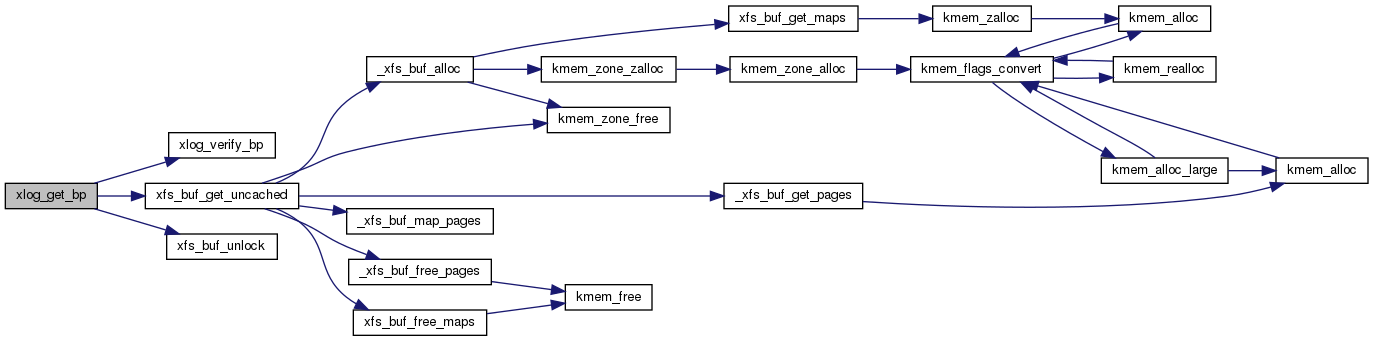 xfs_buf_get_maps
kmem_zalloc
kmem_alloc
_xfs_buf_alloc
kmem_zone_zalloc
kmem_zone_alloc
kmem_flags_convert
kmem_realloc
kmem_zone_free
xlog_verify_bp
kmem_alloc_large
kmem_alloc
xlog_get_bp
xfs_buf_get_uncached
_xfs_buf_get_pages
_xfs_buf_map_pages
xfs_buf_unlock
_xfs_buf_free_pages
kmem_free
xfs_buf_free_maps